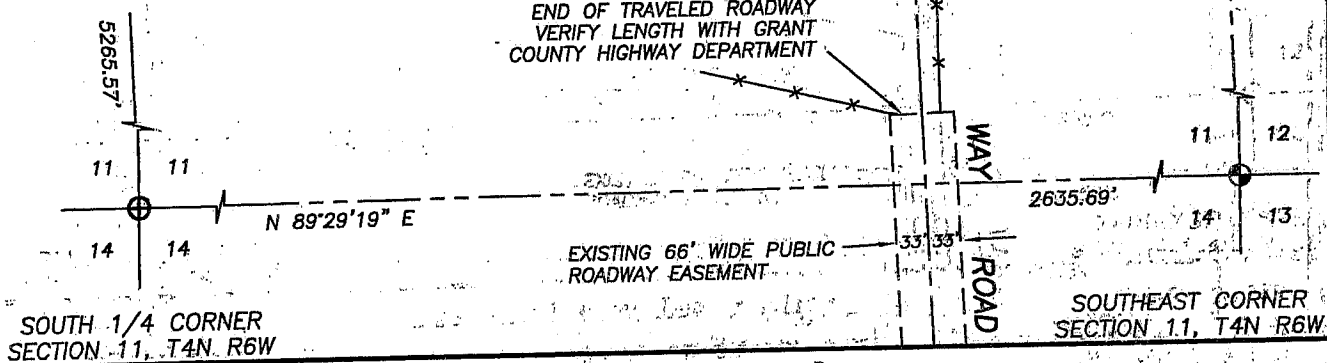 END OF TRAVELED ROADWAY
VERIFY LENGTH WITH GRANT
COUNTY HIGHWAY DEPARTMENT
5265.57'
WAY
ROAD
11 11
11 12
N 89°29'19" E
2635.69'
14 14
14 13
EXISTING 66' WIDE PUBLIC
ROADWAY EASEMENT
33' 33'
SOUTH 1/4 CORNER
SECTION 11, T4N R6W
SOUTHEAST CORNER
SECTION 11, T4N R6W